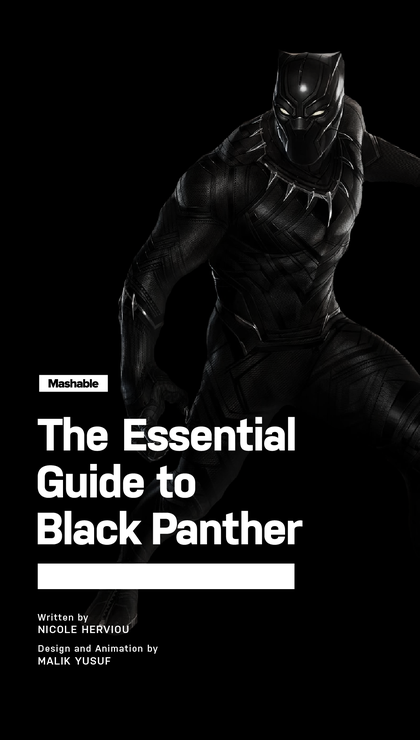 Mashable
The Essential
Guide to
Black Panther
Written by
NICOLE HERVIOU
Design and Animation by
MALIK YUSUF